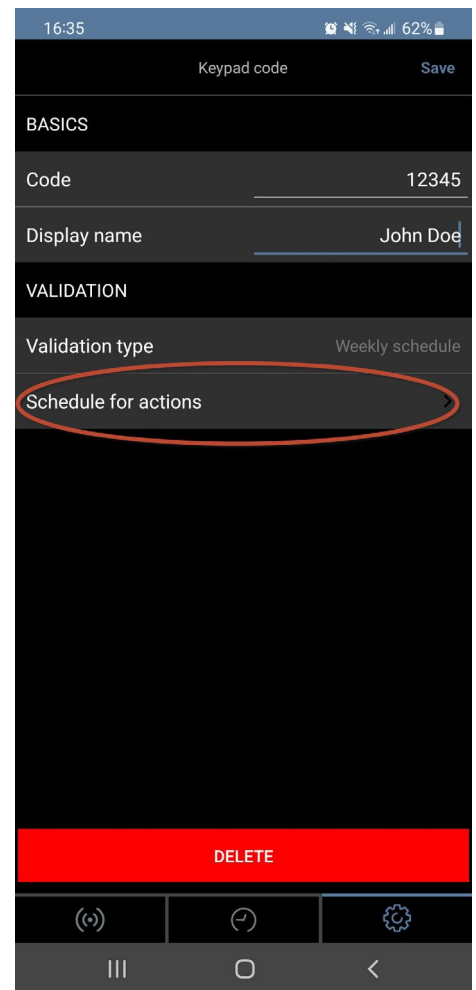 16:35 62%
Keypad code Save
BASICS
Code 12345
Display name John Doe
VALIDATION
Validation type Weekly schedule
Schedule for actions
DELETE